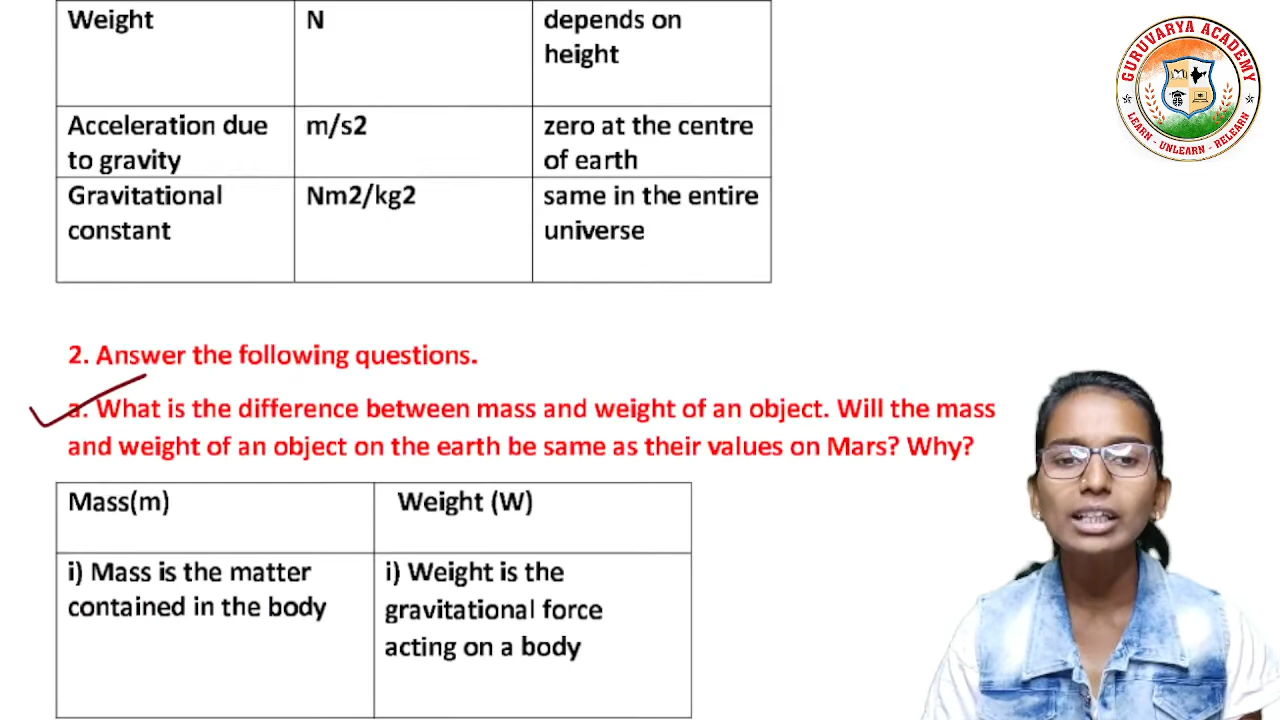 Weight N depends on
height
Acceleration due m/s2 zero at the centre
to gravity of earth
Gravitational Nm2/kg2 same in the entire
constant universe
2. Answer the following questions.
a. What is the difference between mass and weight of an object. Will the mass
and weight of an object on the earth be same as their values on Mars? Why?
Mass(m) Weight (W)
i) Mass is the matter
contained in the body
i) Weight is the
gravitational force
acting on a body
GURUVARYA ACADEMY
LEARN - UNLEARN - RELEARN